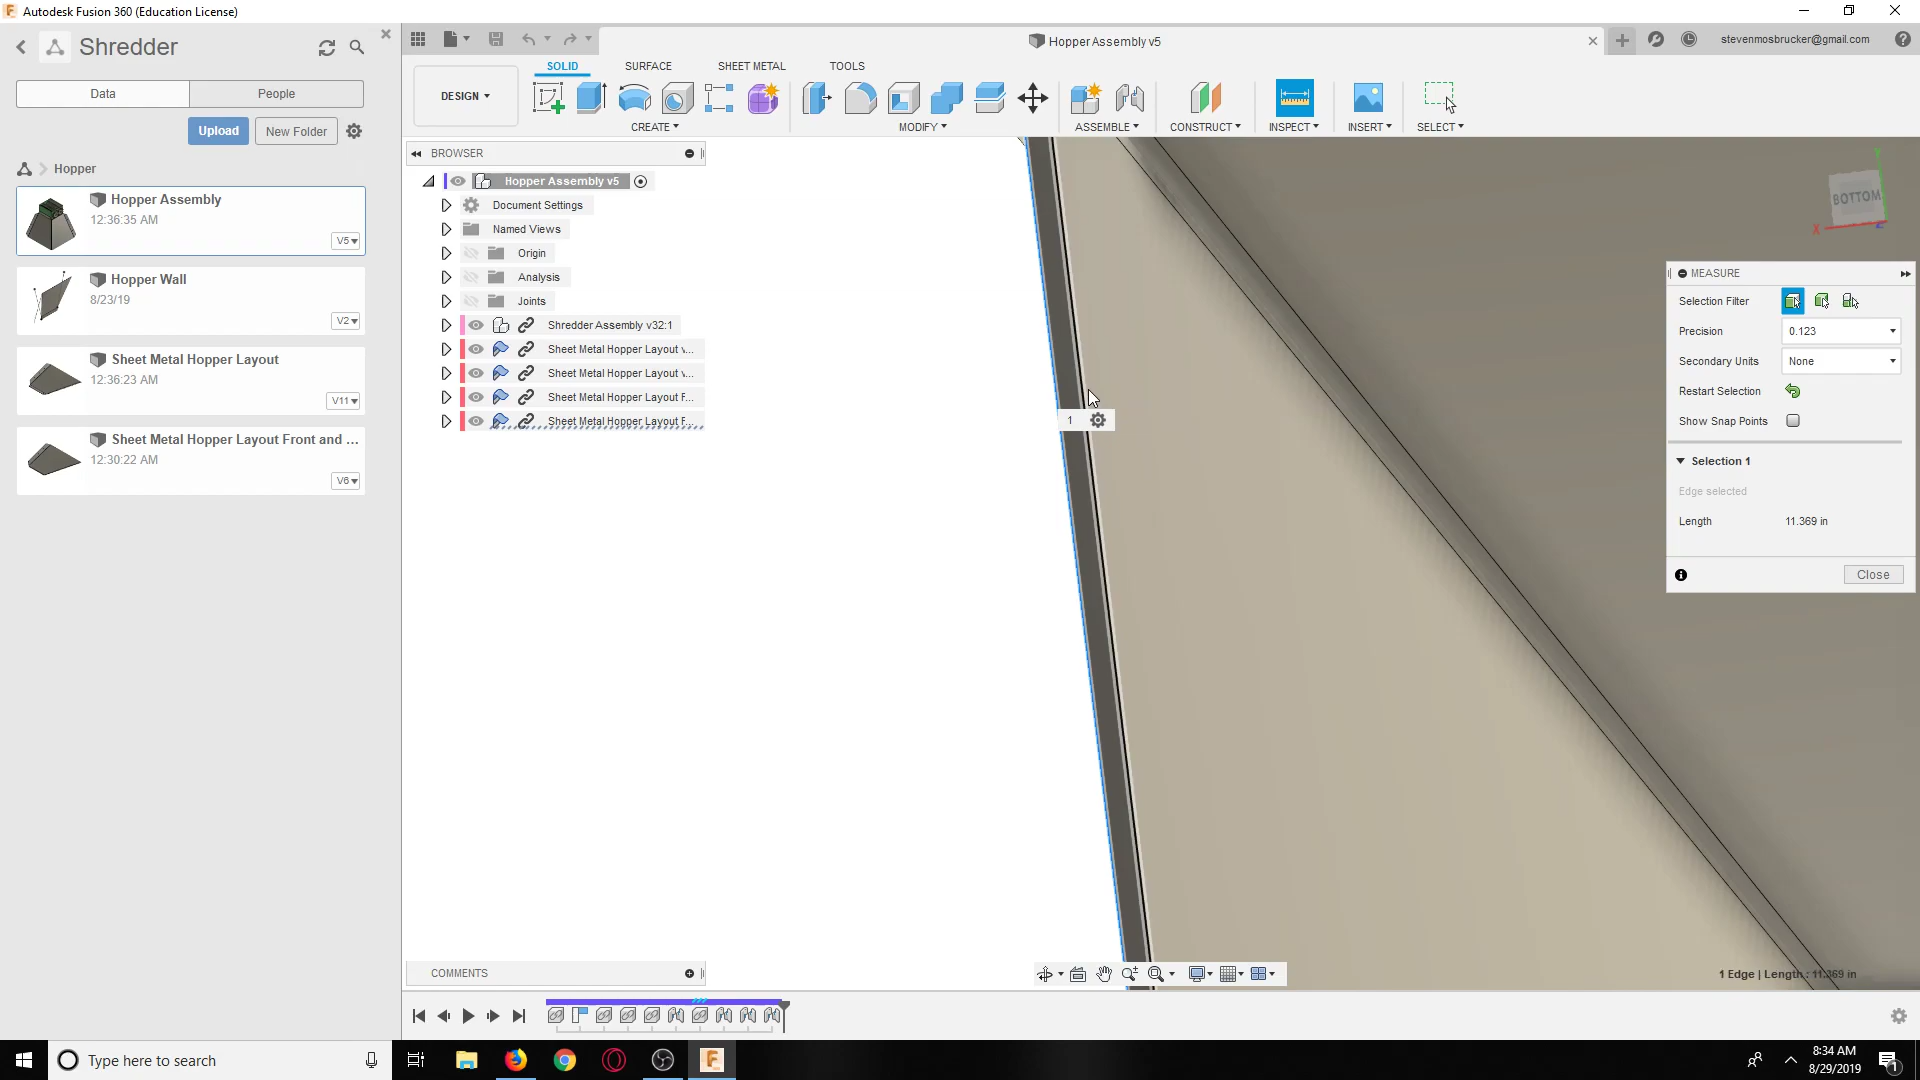 Autodesk Fusion 360 (Education License)
Shredder
Data
People
Upload
New Folder
Hopper
Hopper Assembly
12:36:35 AM
V5
Hopper Wall
8/23/19
V2
Sheet Metal Hopper Layout
12:36:23 AM
V11
Sheet Metal Hopper Layout Front and ...
12:30:22 AM
V6
Hopper Assembly v5
stevenmosbrucker@gmail.com
DESIGN
SOLID
SURFACE
SHEET METAL
TOOLS
CREATE
MODIFY
ASSEMBLE
CONSTRUCT
INSPECT
INSERT
SELECT
BROWSER
Hopper Assembly v5
Document Settings
Named Views
Origin
Analysis
Joints
Shredder Assembly v32:1
Sheet Metal Hopper Layout v...
Sheet Metal Hopper Layout v...
Sheet Metal Hopper Layout F...
Sheet Metal Hopper Layout F...
1
BOTTOM
X
Y
Z
MEASURE
Selection Filter
Precision
0.123
Secondary Units
None
Restart Selection
Show Snap Points
Selection 1
Edge selected
Length
11.369 in
Close
COMMENTS
1 Edge | Length : 11.369 in
Type here to search
8:34 AM
8/29/2019
1